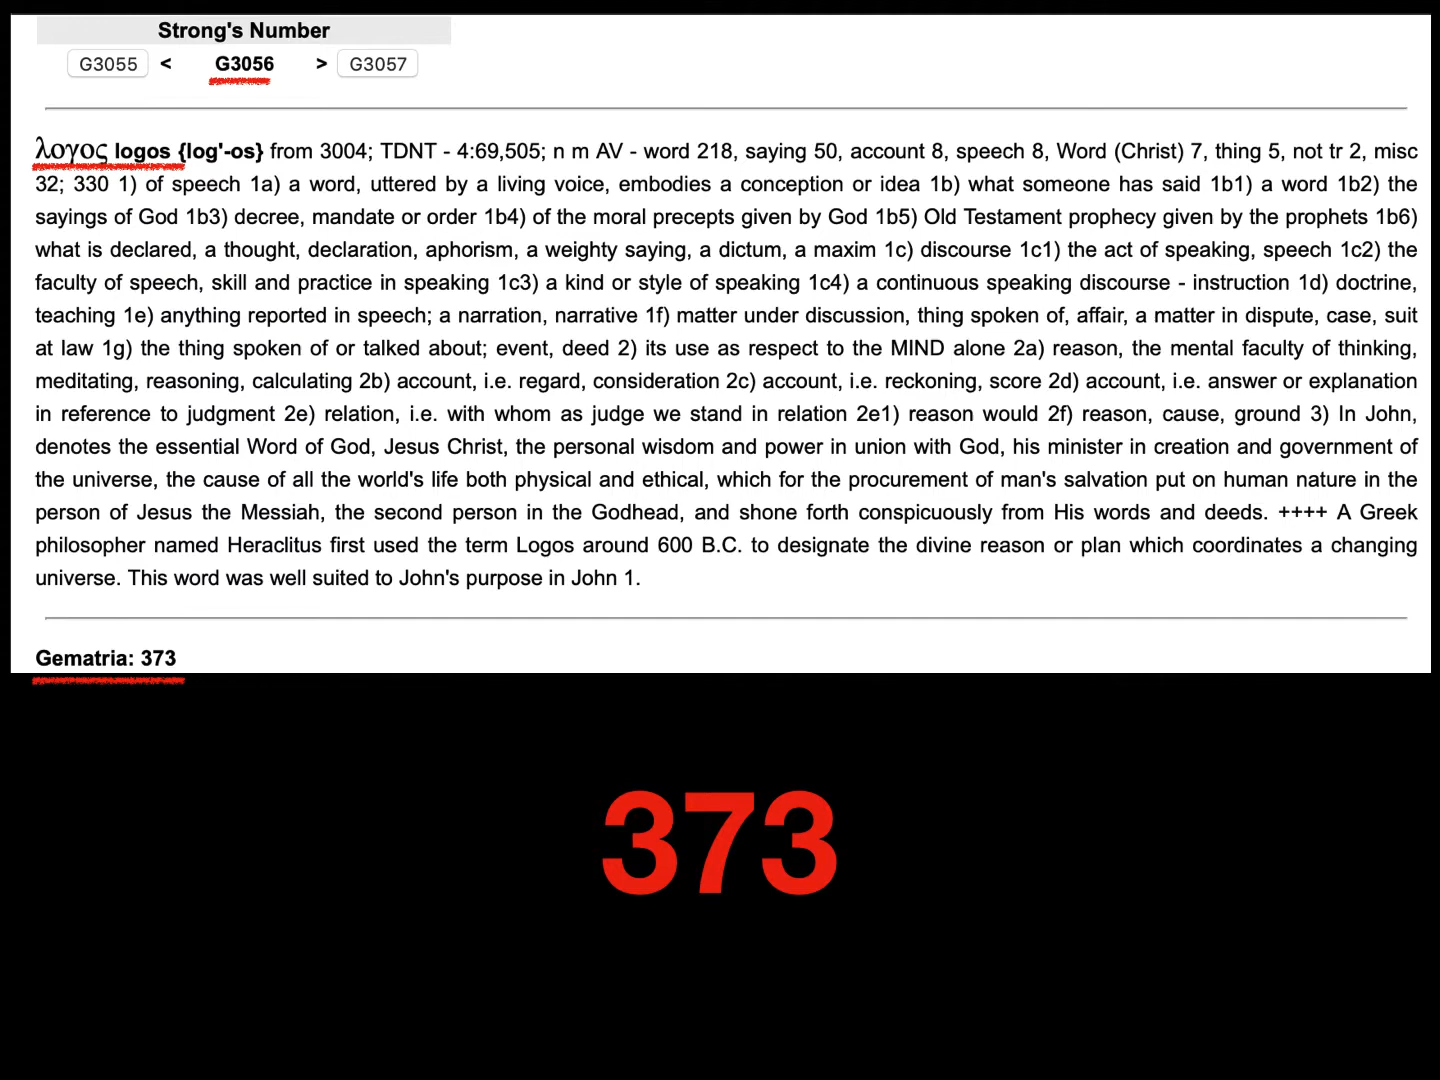 Strong's Number
G3055 < G3056 > G3057
λογος logos {log'-os} from 3004; TDNT - 4:69,505; n m AV - word 218, saying 50, account 8, speech 8, Word (Christ) 7, thing 5, not tr 2, misc
32; 330 1) of speech 1a) a word, uttered by a living voice, embodies a conception or idea 1b) what someone has said 1b1) a word 1b2) the
sayings of God 1b3) decree, mandate or order 1b4) of the moral precepts given by God 1b5) Old Testament prophecy given by the prophets 1b6)
what is declared, a thought, declaration, aphorism, a weighty saying, a dictum, a maxim 1c) discourse 1c1) the act of speaking, speech 1c2) the
faculty of speech, skill and practice in speaking 1c3) a kind or style of speaking 1c4) a continuous speaking discourse - instruction 1d) doctrine,
teaching 1e) anything reported in speech; a narration, narrative 1f) matter under discussion, thing spoken of, affair, a matter in dispute, case, suit
at law 1g) the thing spoken of or talked about; event, deed 2) its use as respect to the MIND alone 2a) reason, the mental faculty of thinking,
meditating, reasoning, calculating 2b) account, i.e. regard, consideration 2c) account, i.e. reckoning, score 2d) account, i.e. answer or explanation
in reference to judgment 2e) relation, i.e. with whom as judge we stand in relation 2e1) reason would 2f) reason, cause, ground 3) In John,
denotes the essential Word of God, Jesus Christ, the personal wisdom and power in union with God, his minister in creation and government of
the universe, the cause of all the world's life both physical and ethical, which for the procurement of man's salvation put on human nature in the
person of Jesus the Messiah, the second person in the Godhead, and shone forth conspicuously from His words and deeds. ++++ A Greek
philosopher named Heraclitus first used the term Logos around 600 B.C. to designate the divine reason or plan which coordinates a changing
universe. This word was well suited to John's purpose in John 1.
Gematria: 373
373